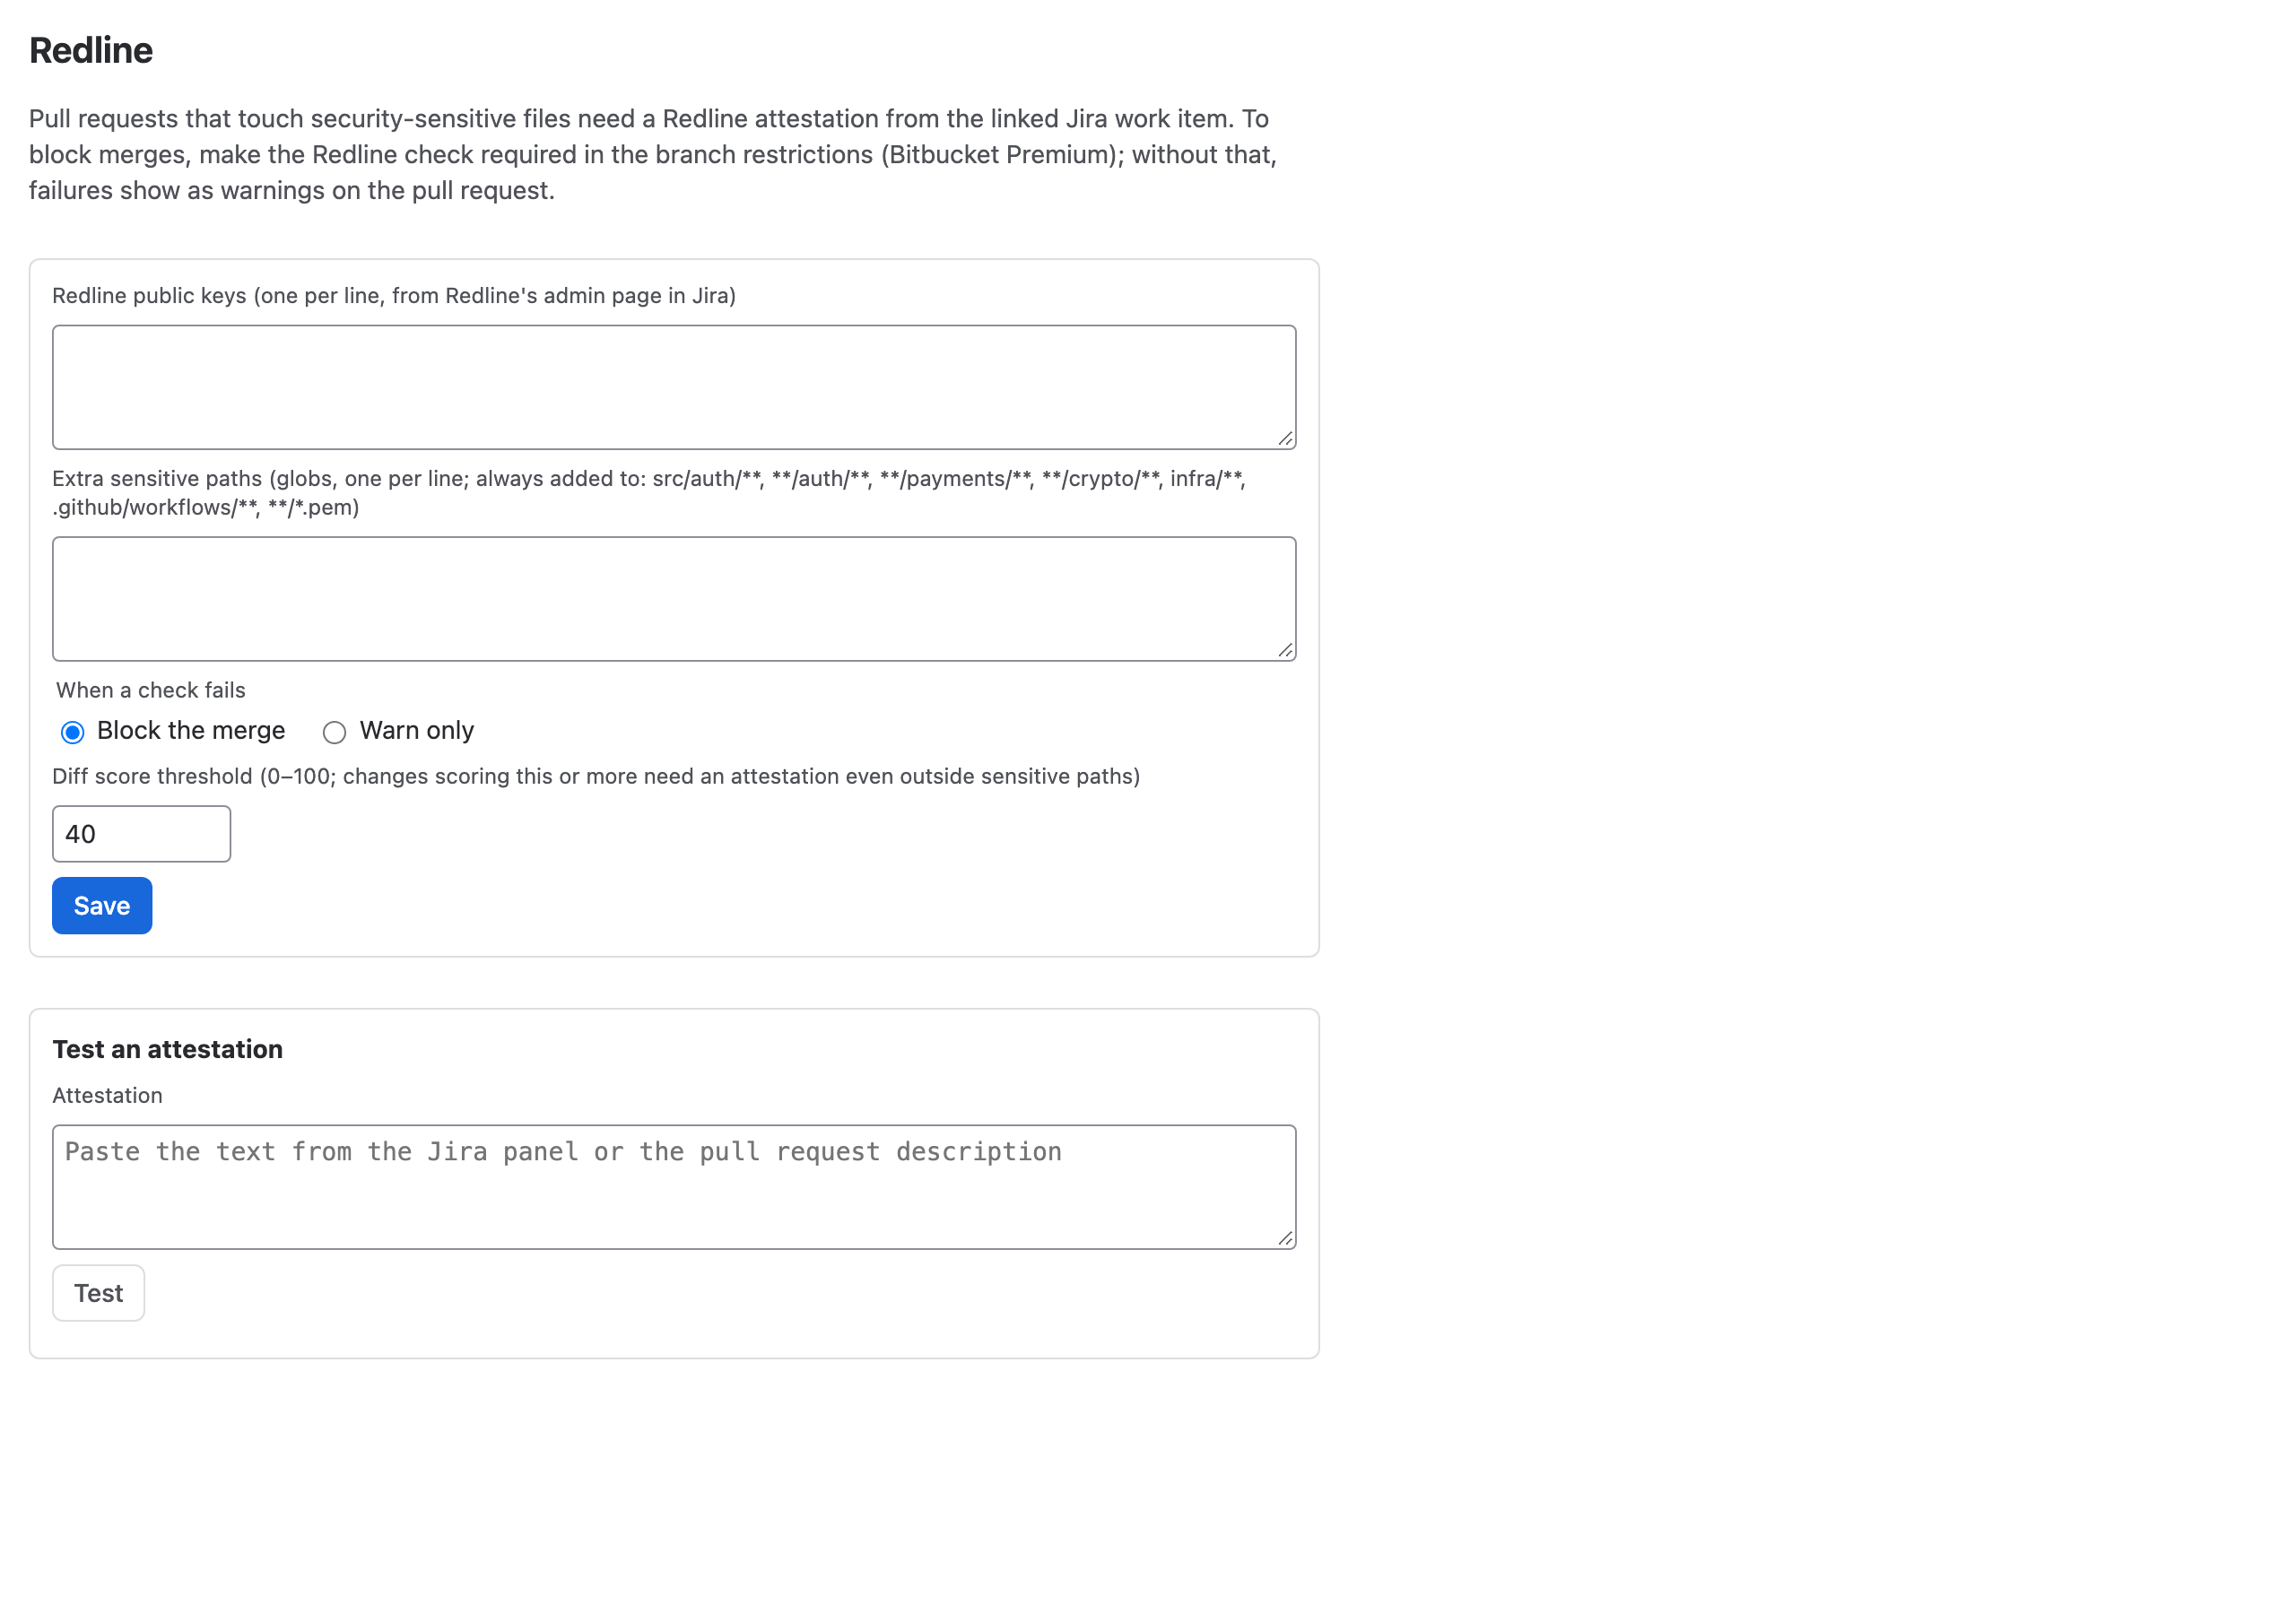 Redline
Pull requests that touch security-sensitive files need a Redline attestation from the linked Jira work item. To
block merges, make the Redline check required in the branch restrictions (Bitbucket Premium); without that,
failures show as warnings on the pull request.
Redline public keys (one per line, from Redline's admin page in Jira)
Extra sensitive paths (globs, one per line; always added to: src/auth/**, **/auth/**, **/payments/**, **/crypto/**, infra/**,
.github/workflows/**, **/*.pem)
When a check fails
Block the merge Warn only
Diff score threshold (0–100; changes scoring this or more need an attestation even outside sensitive paths)
40
Save
Test an attestation
Attestation
Paste the text from the Jira panel or the pull request description
Test